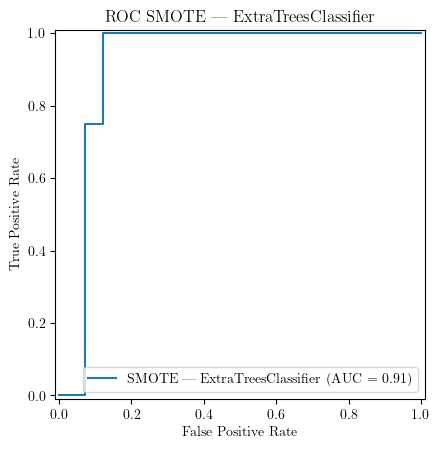 ROC SMOTE — ExtraTreesClassifier
1.0
0.8
0.6
0.4
0.2
0.0
True Positive Rate
SMOTE — ExtraTreesClassifier (AUC = 0.91)
0.0 0.2 0.4 0.6 0.8 1.0
False Positive Rate